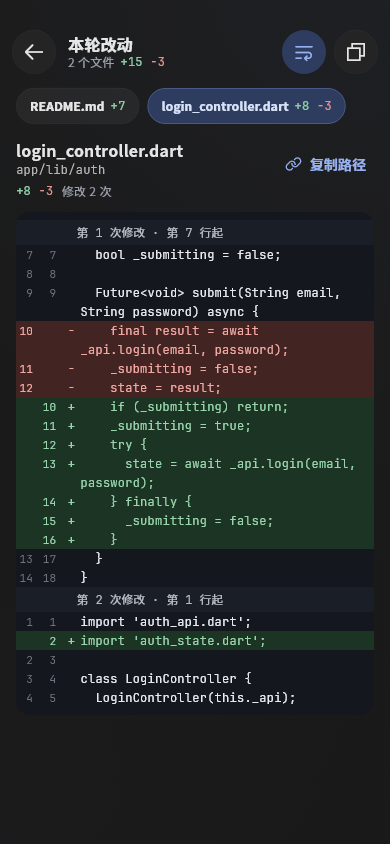 本轮改动
2 个文件 +15 -3
README.md +7
login_controller.dart +8 -3
login_controller.dart
app/lib/auth
复制路径
+8 -3 修改 2 次
第 1 次修改 · 第 7 行起
7 7 bool _submitting = false;
8 8
9 9 Future<void> submit(String email,
String password) async {
10 - final result = await
_api.login(email, password);
11 - _submitting = false;
12 - state = result;
10 + if (_submitting) return;
11 + _submitting = true;
12 + try {
13 + state = await _api.login(email,
password);
14 + } finally {
15 + _submitting = false;
16 + }
13 17 }
14 18 }
第 2 次修改 · 第 1 行起
1 1 import 'auth_api.dart';
2 + import 'auth_state.dart';
2 3
3 4 class LoginController {
4 5 LoginController(this._api);